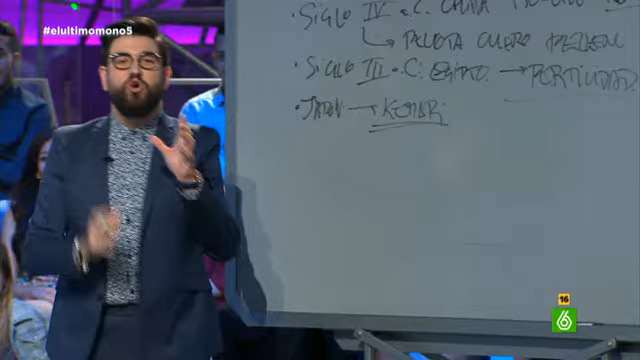 #elultimomono5
• SIGLO IV a.C. CHINA
→ PELOTA CUERO
• SIGLO III a.C. EGIPTO → FERTILIDAD
• JAPÓN → KEMARI
16
6